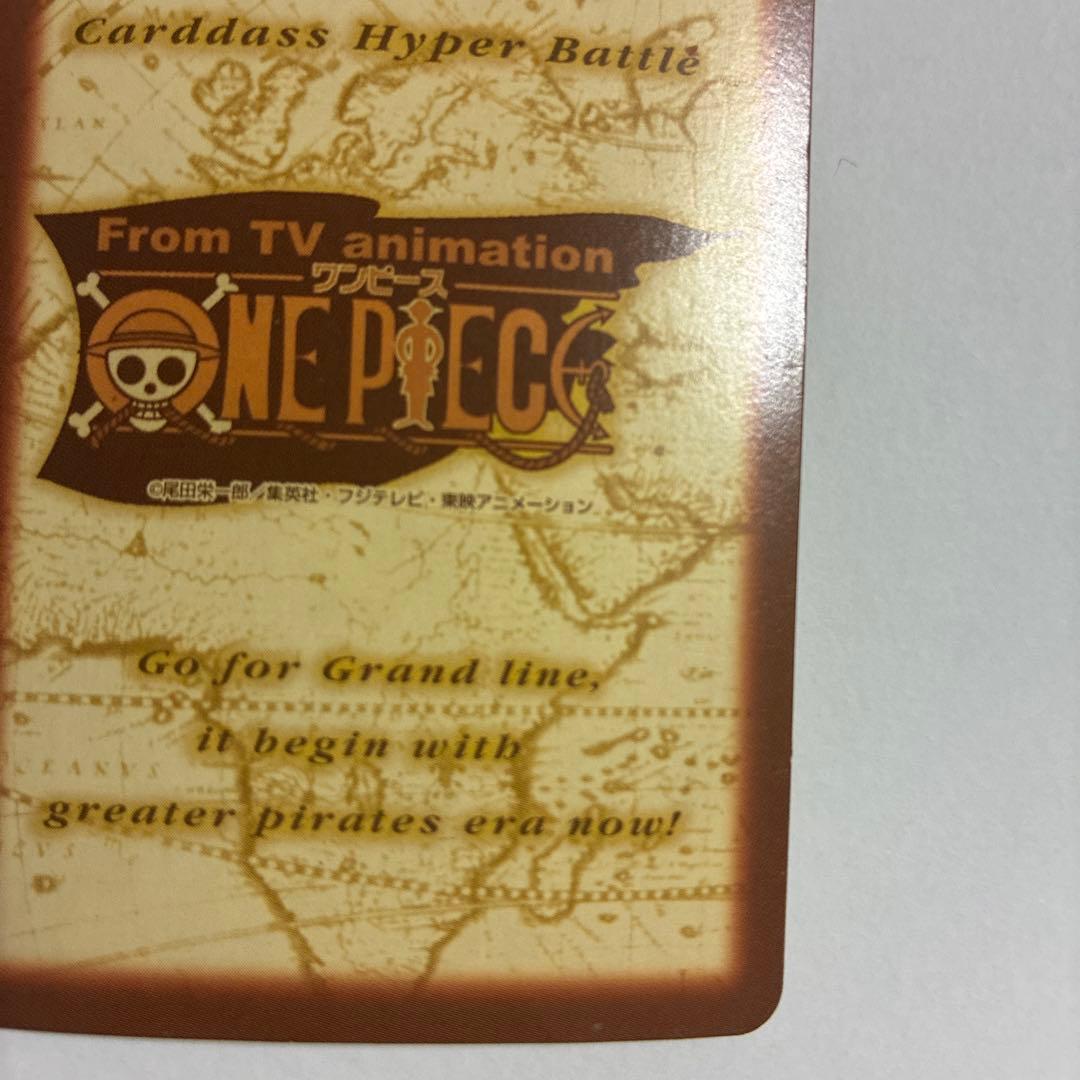 Carddass Hyper Battle
From TV animation
ワンピース
ONE PIECE
©尾田栄一郎/集英社・フジテレビ・東映アニメーション
Go for Grand line,
it begin with
OCEANVS
greater pirates era now!